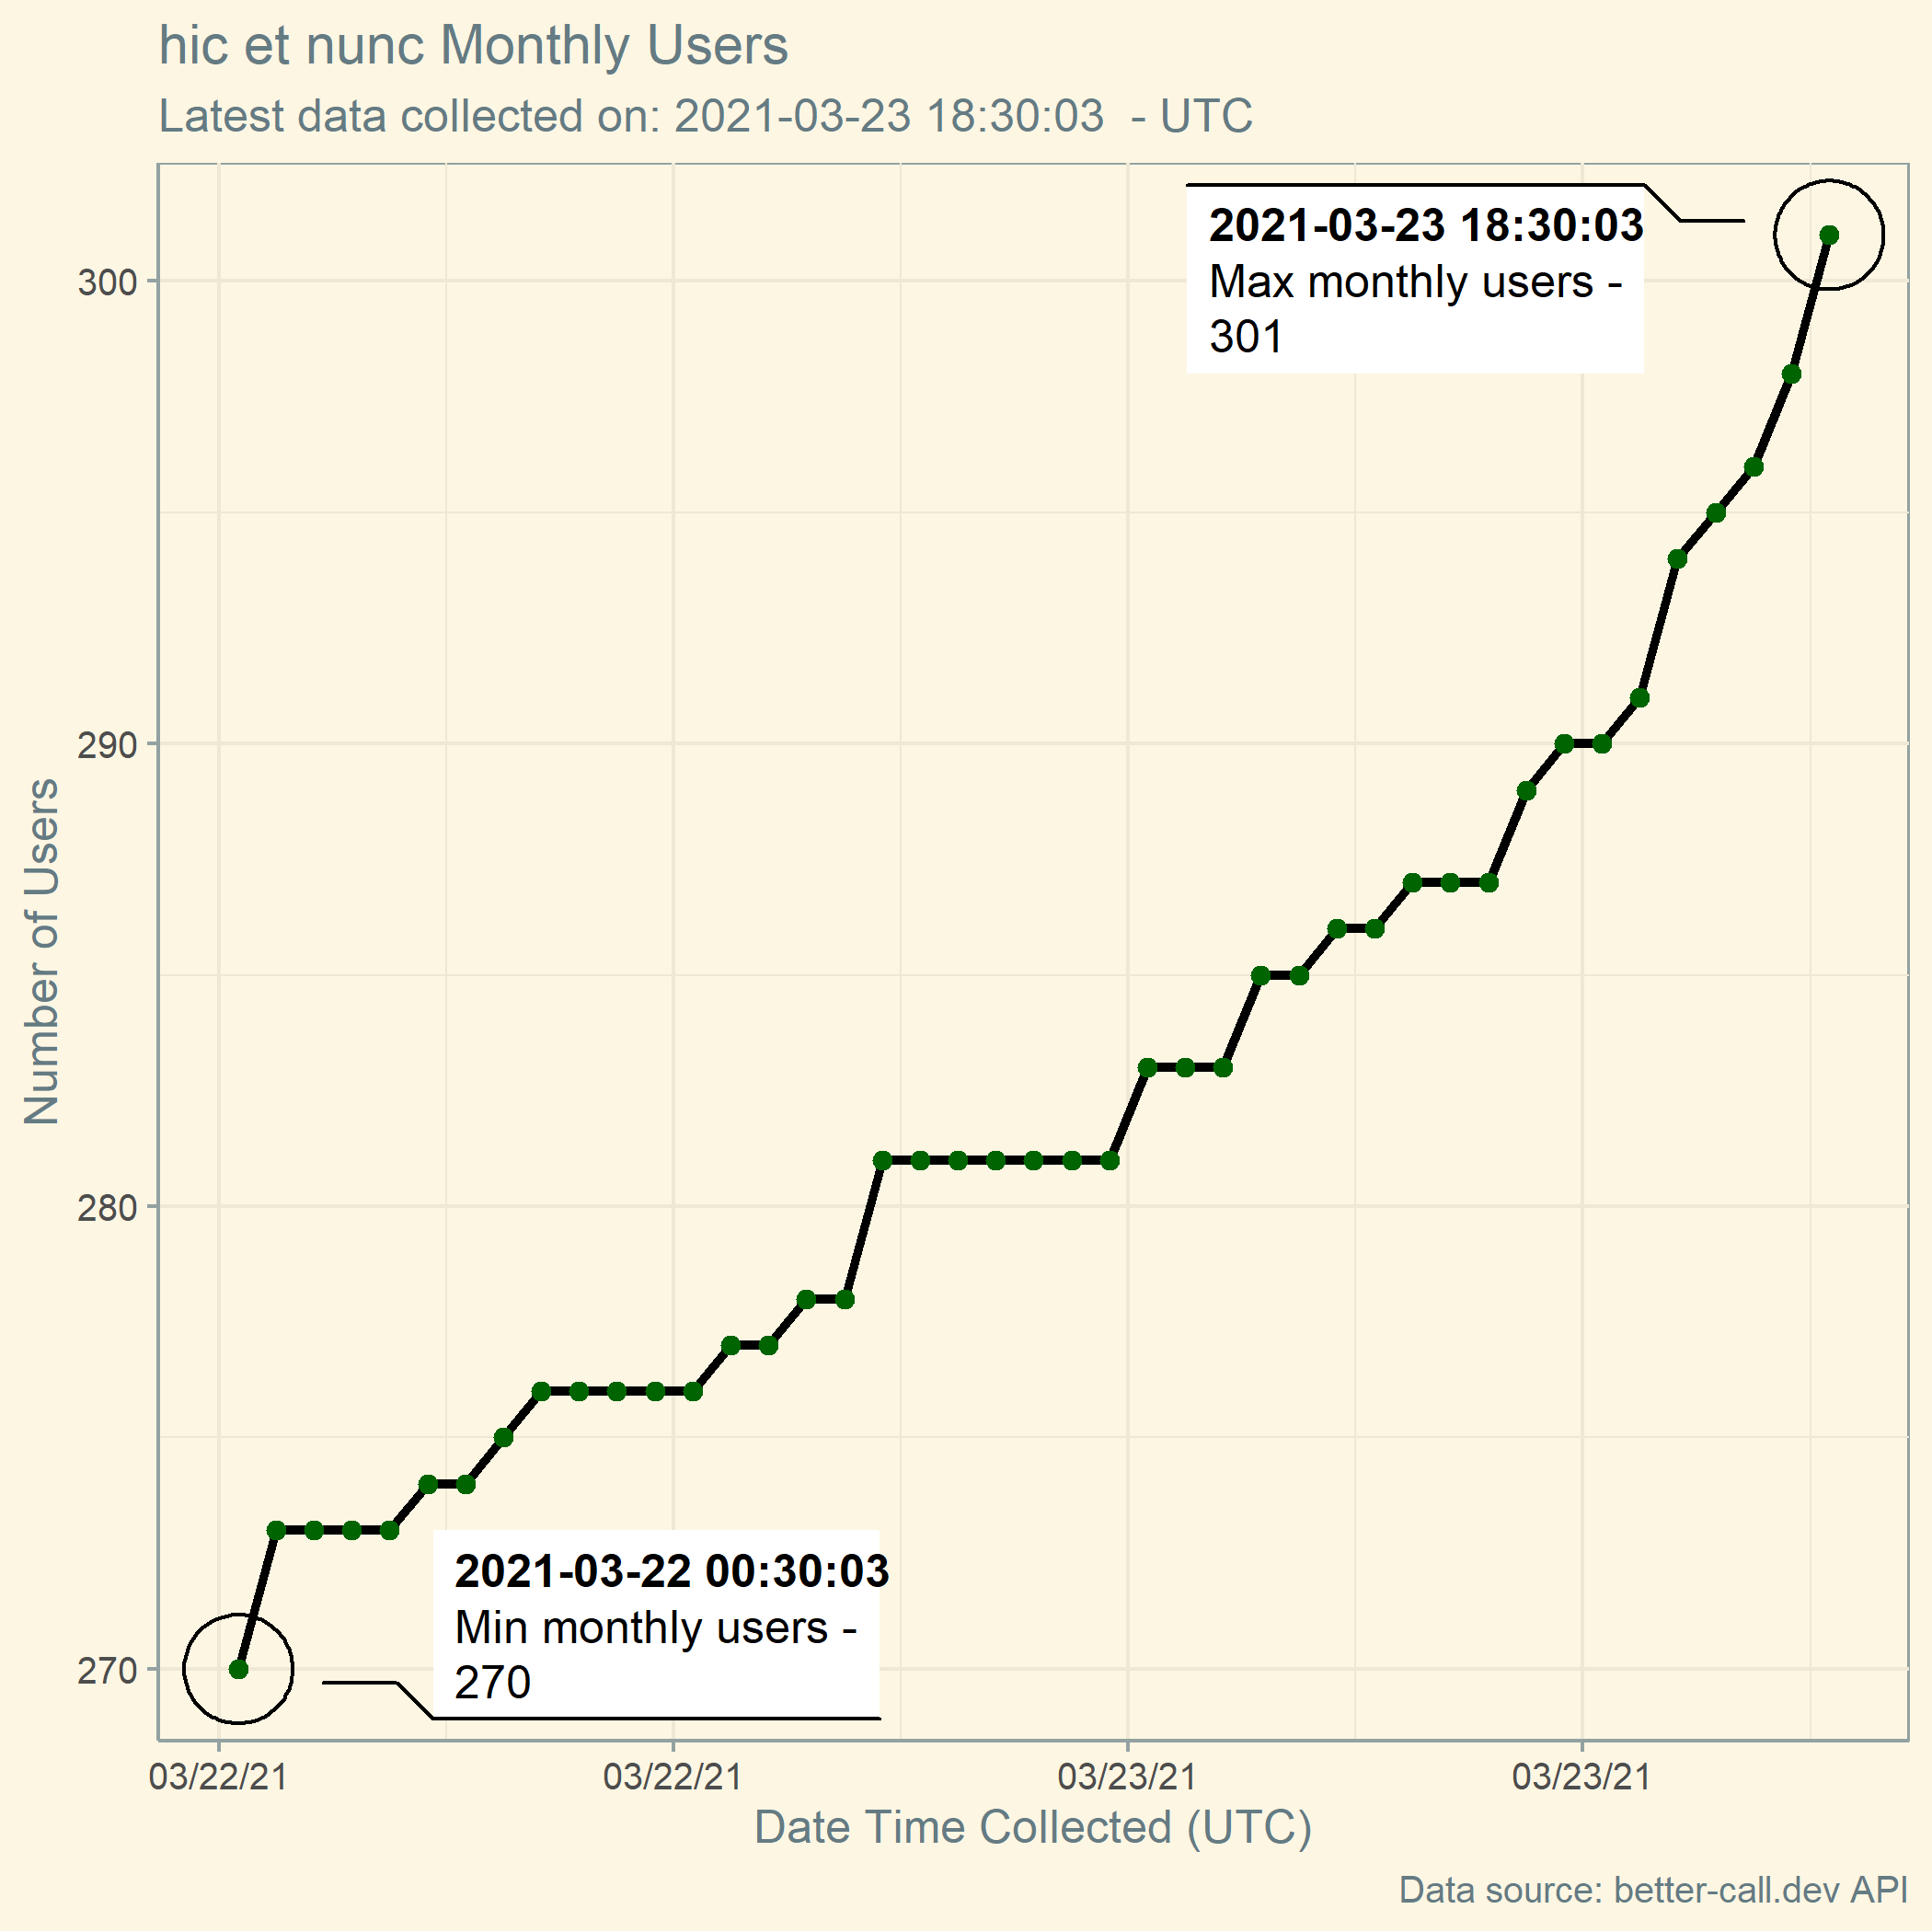 hic et nunc Monthly Users
Latest data collected on: 2021-03-23 18:30:03  - UTC
2021-03-23 18:30:03
Max monthly users -
301
300
290
280
270
Number of Users
2021-03-22 00:30:03
Min monthly users -
270
03/22/21 03/22/21 03/23/21 03/23/21
Date Time Collected (UTC)
Data source: better-call.dev API